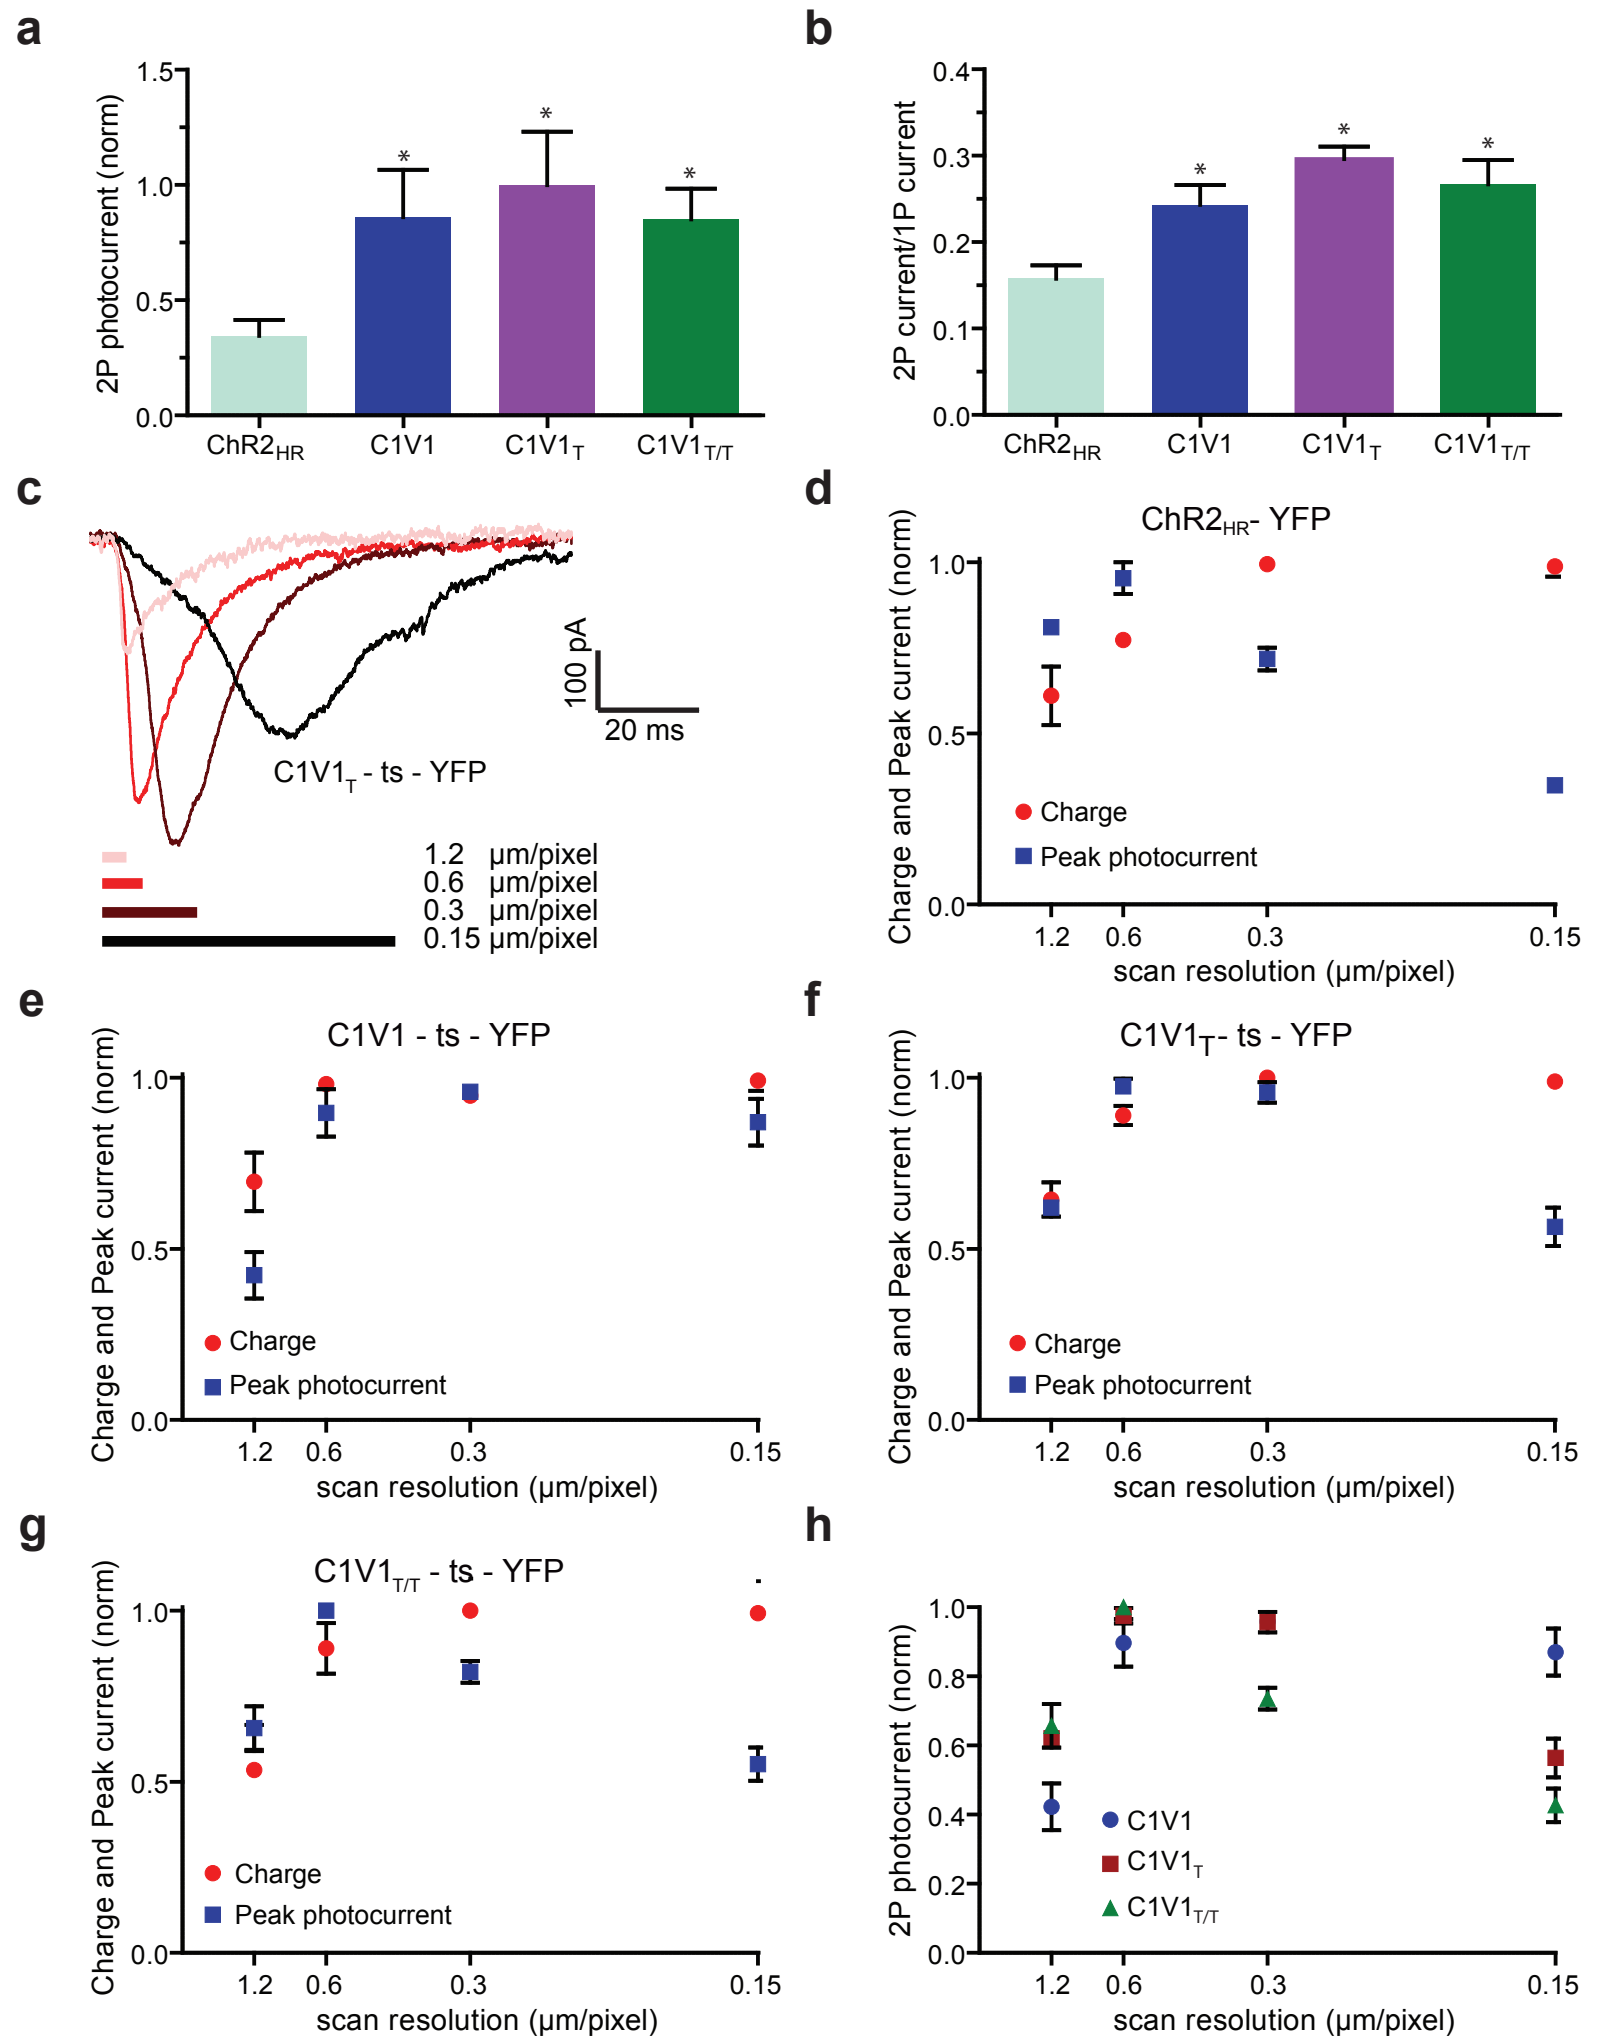 a
1.5
1.0
0.5
0.0
2P photocurrent (norm)
* * *
ChR2HR C1V1 C1V1T C1V1T/T
b
0.4
0.3
0.2
0.1
0.0
2P current/1P current
* * *
ChR2HR C1V1 C1V1T C1V1T/T
c
100 pA
20 ms
C1V1T - ts - YFP
1.2 µm/pixel
0.6 µm/pixel
0.3 µm/pixel
0.15 µm/pixel
d
ChR2HR- YFP
Charge and Peak current (norm)
1.0
0.5
0.0
Charge
Peak photocurrent
1.2 0.6 0.3 0.15
scan resolution (µm/pixel)
e
C1V1 - ts - YFP
Charge and Peak current (norm)
1.0
0.5
0.0
Charge
Peak photocurrent
1.2 0.6 0.3 0.15
scan resolution (µm/pixel)
f
C1V1T- ts - YFP
Charge and Peak current (norm)
1.0
0.5
0.0
Charge
Peak photocurrent
1.2 0.6 0.3 0.15
scan resolution (µm/pixel)
g
C1V1T/T - ts - YFP
Charge and Peak current (norm)
1.0
0.5
0.0
Charge
Peak photocurrent
1.2 0.6 0.3 0.15
scan resolution (µm/pixel)
h
2P photocurrent (norm)
1.0
0.8
0.6
0.4
0.2
0.0
C1V1
C1V1T
C1V1T/T
1.2 0.6 0.3 0.15
scan resolution (µm/pixel)